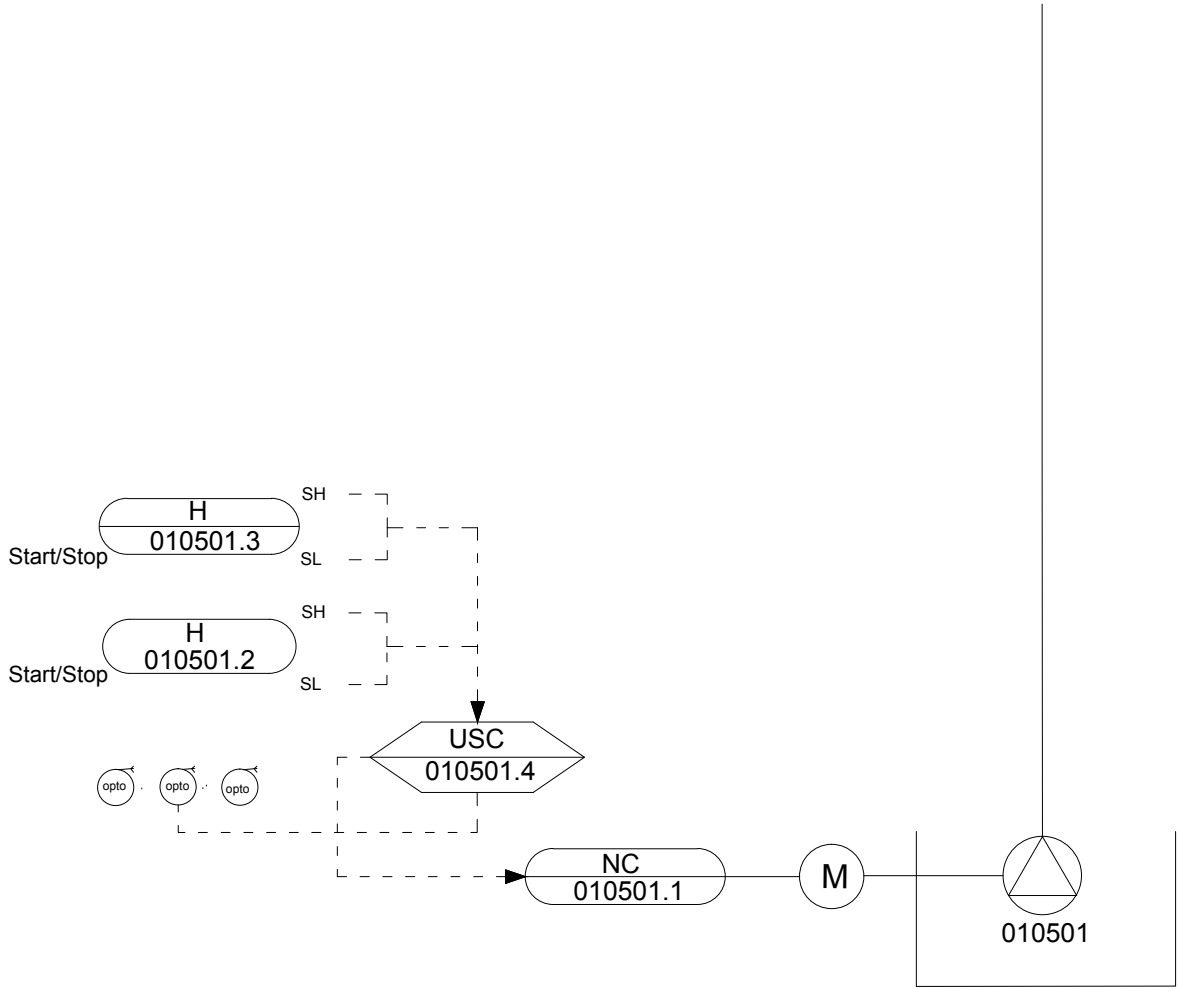 SH
H
010501.3
Start/Stop
SL
SH
H
010501.2
Start/Stop
SL
USC
010501.4
opto
opto
opto
NC
010501.1
M
010501